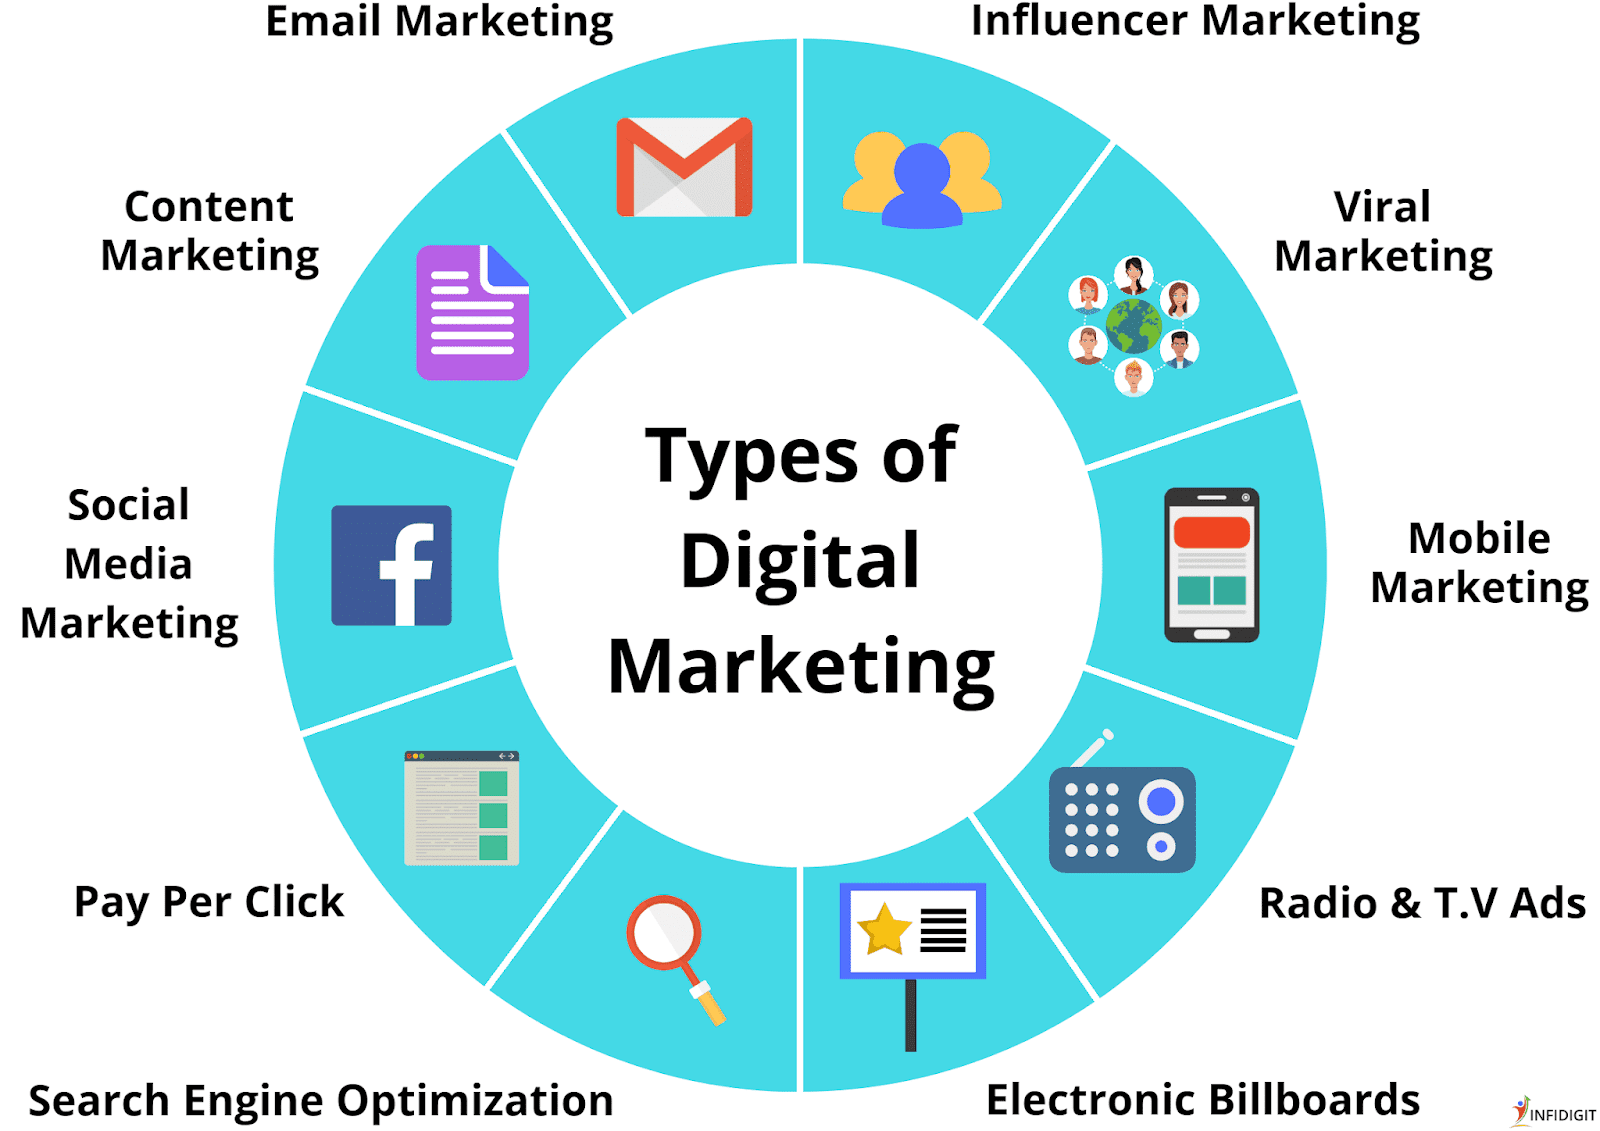 Email Marketing
Influencer Marketing
Content
Marketing
Viral
Marketing
Types of
Digital
Marketing
Social
Media
Marketing
Mobile
Marketing
Pay Per Click
Radio & T.V Ads
Search Engine Optimization
Electronic Billboards
INFIDIGIT